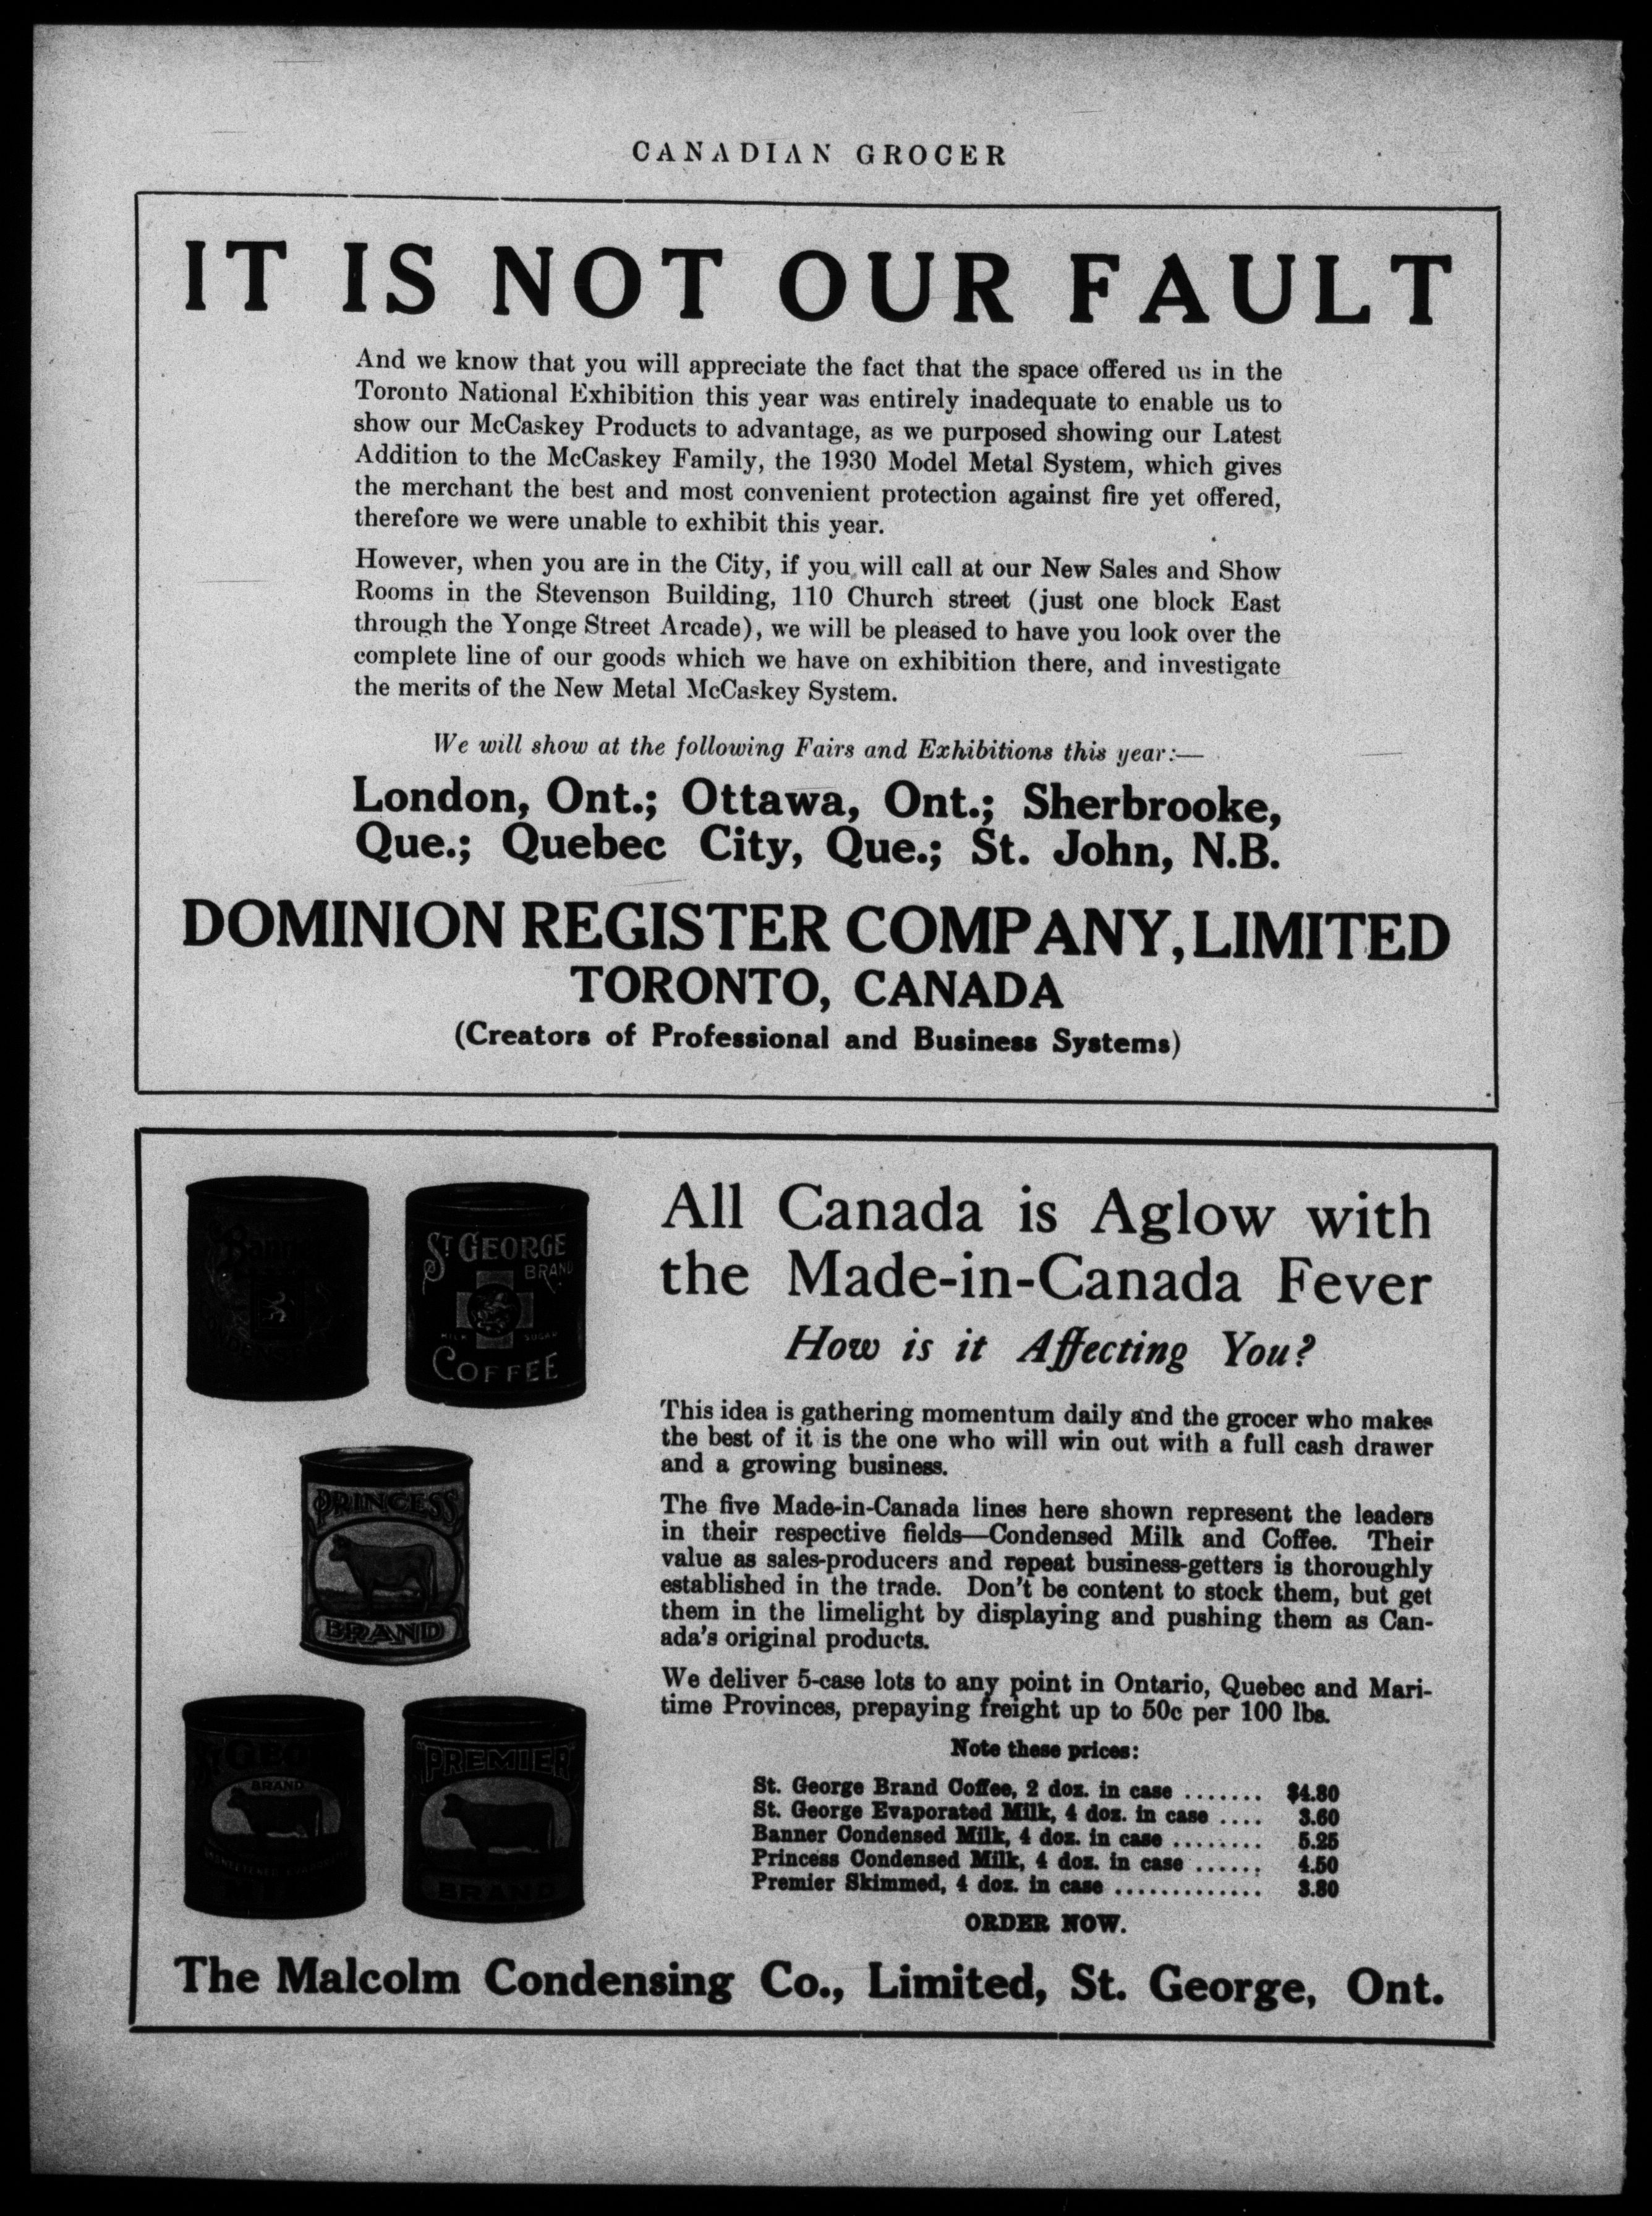 CANADIAN GROCER
IT IS NOT OUR FAULT
And we know that you will appreciate the fact that the space offered us in the
Toronto National Exhibition this year was entirely inadequate to enable us to
show our McCaskey Products to advantage, as we purposed showing our Latest
Addition to the McCaskey Family, the 1930 Model Metal System, which gives
the merchant the best and most convenient protection against fire yet offered,
therefore we were unable to exhibit this year.
However, when you are in the City, if you will call at our New Sales and Show
Rooms in the Stevenson Building, 110 Church street (just one block East
through the Yonge Street Arcade), we will be pleased to have you look over the
complete line of our goods which we have on exhibition there, and investigate
the merits of the New Metal McCaskey System.
We will show at the following Fairs and Exhibitions this year:—
London, Ont.; Ottawa, Ont.; Sherbrooke,
Que.; Quebec City, Que.; St. John, N.B.
DOMINION REGISTER COMPANY, LIMITED
TORONTO, CANADA
(Creators of Professional and Business Systems)
Banner
ST GEORGE
BRAND
MILK SUGAR
COFFEE
PRINCESS
BRAND
ST GEO
BRAND
PREMIER
BRAND
All Canada is Aglow with
the Made-in-Canada Fever
How is it Affecting You?
This idea is gathering momentum daily and the grocer who makes
the best of it is the one who will win out with a full cash drawer
and a growing business.
The five Made-in-Canada lines here shown represent the leaders
in their respective fields—Condensed Milk and Coffee. Their
value as sales-producers and repeat business-getters is thoroughly
established in the trade. Don't be content to stock them, but get
them in the limelight by displaying and pushing them as Can-
ada's original products.
We deliver 5-case lots to any point in Ontario, Quebec and Mari-
time Provinces, prepaying freight up to 50c per 100 lbs.
Note these prices:
St. George Brand Coffee, 2 doz. in case ....... $4.80
St. George Evaporated Milk, 4 doz. in case .... 3.60
Banner Condensed Milk, 4 doz. in case ........ 5.25
Princess Condensed Milk, 4 doz. in case ...... 4.50
Premier Skimmed, 4 doz. in case ............. 3.80
ORDER NOW.
The Malcolm Condensing Co., Limited, St. George, Ont.